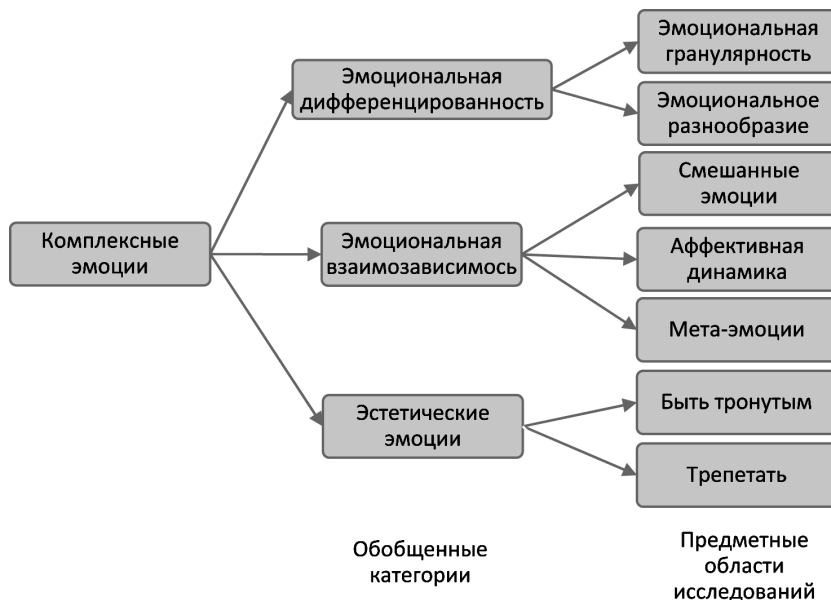 Комплексные
эмоции
Эмоциональная
дифференцированность
Эмоциональная
взаимозависимось
Эстетические
эмоции
Обобщенные
категории
Эмоциональная
гранулярность
Эмоциональное
разнообразие
Смешанные
эмоции
Аффективная
динамика
Мета-эмоции
Быть тронутым
Трепетать
Предметные
области
исследований